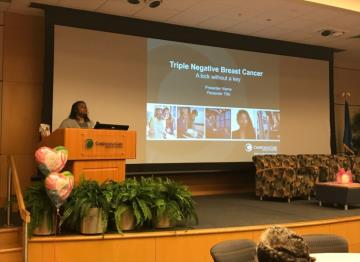 Triple Negative Breast Cancer
A lock without a key
Presenter Name
Presenter Title